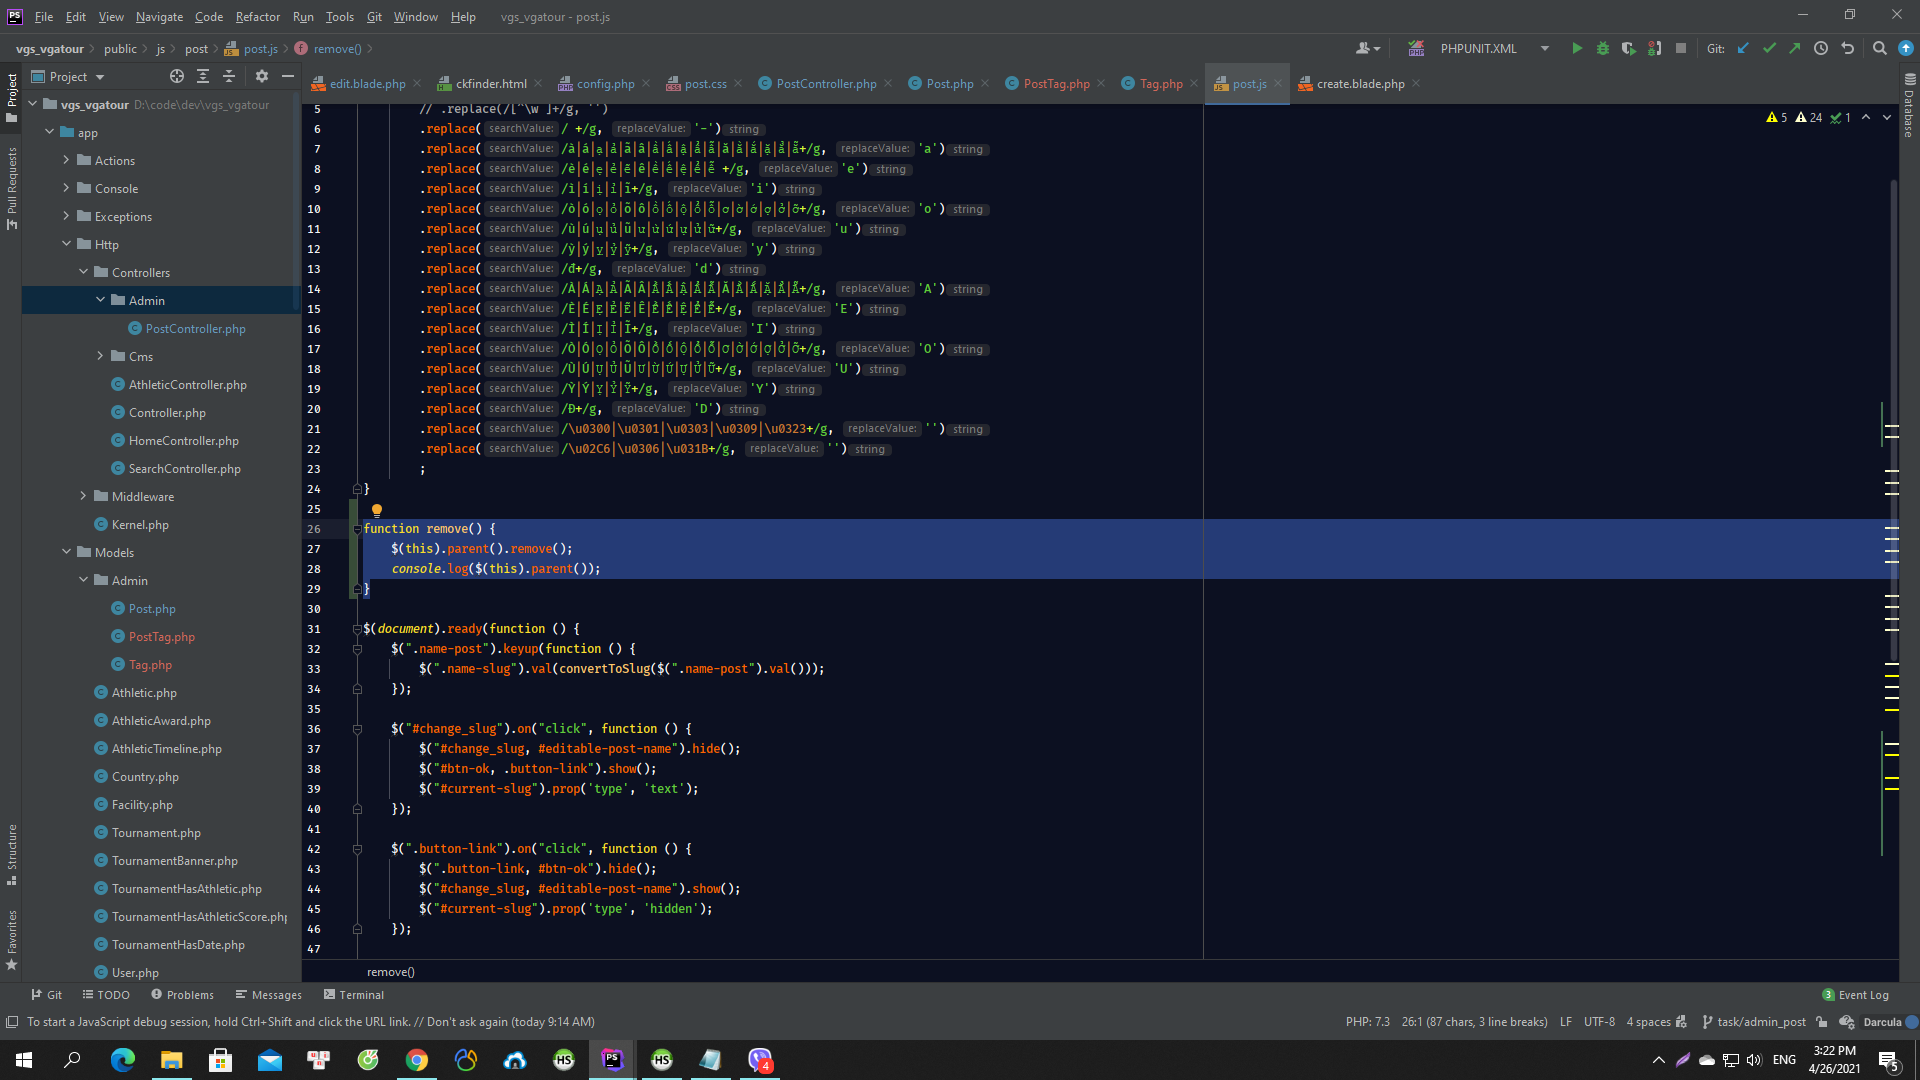 PS File Edit View Navigate Code Refactor Run Tools Git Window Help vgs_vgatour - post.js
vgs_vgatour public js post post.js remove() PHPUNIT.XML Git:
Project
edit.blade.php ckfinder.html config.php post.css PostController.php Post.php PostTag.php Tag.php post.js create.blade.php
Project
Pull Requests
Structure
Favorites
Database
vgs_vgatour D:\code\dev\vgs_vgatour
app
Actions
Console
Exceptions
Http
Controllers
Admin
PostController.php
Cms
AthleticController.php
Controller.php
HomeController.php
SearchController.php
Middleware
Kernel.php
Models
Admin
Post.php
PostTag.php
Tag.php
Athletic.php
AthleticAward.php
AthleticTimeline.php
Country.php
Facility.php
Tournament.php
TournamentBanner.php
TournamentHasAthletic.php
TournamentHasAthleticScore.php
TournamentHasDate.php
User.php
5 24 1
5 // .replace(/[^\w ]+/g, '')
6 .replace( searchValue: / +/g, replaceValue: '-') string
7 .replace( searchValue: /à|á|ạ|ả|ã|â|ầ|ấ|ậ|ẩ|ẫ|ă|ằ|ắ|ặ|ẳ|ẵ+/g, replaceValue: 'a') string
8 .replace( searchValue: /è|é|ẹ|ẻ|ẽ|ê|ề|ế|ệ|ể|ễ +/g, replaceValue: 'e') string
9 .replace( searchValue: /ì|í|ị|ỉ|ĩ+/g, replaceValue: 'i') string
10 .replace( searchValue: /ò|ó|ọ|ỏ|õ|ô|ồ|ố|ộ|ổ|ỗ|ơ|ờ|ớ|ợ|ở|ỡ+/g, replaceValue: 'o') string
11 .replace( searchValue: /ù|ú|ụ|ủ|ũ|ư|ừ|ứ|ự|ử|ữ+/g, replaceValue: 'u') string
12 .replace( searchValue: /ỳ|ý|ỵ|ỷ|ỹ+/g, replaceValue: 'y') string
13 .replace( searchValue: /đ+/g, replaceValue: 'd') string
14 .replace( searchValue: /À|Á|Ạ|Ả|Ã|Â|Ầ|Ấ|Ậ|Ẩ|Ẫ|Ă|Ằ|Ắ|Ặ|Ẳ|Ẵ+/g, replaceValue: 'A') string
15 .replace( searchValue: /È|É|Ẹ|Ẻ|Ẽ|Ê|Ề|Ế|Ệ|Ể|Ễ+/g, replaceValue: 'E') string
16 .replace( searchValue: /Ì|Í|Ị|Ỉ|Ĩ+/g, replaceValue: 'I') string
17 .replace( searchValue: /Ò|Ó|Ọ|Ỏ|Õ|Ô|Ồ|Ố|Ộ|Ổ|Ỗ|Ơ|Ờ|Ớ|Ợ|Ở|Ỡ+/g, replaceValue: 'O') string
18 .replace( searchValue: /Ù|Ú|Ụ|Ủ|Ũ|Ư|Ừ|Ứ|Ự|Ử|Ữ+/g, replaceValue: 'U') string
19 .replace( searchValue: /Ỳ|Ý|Ỵ|Ỷ|Ỹ+/g, replaceValue: 'Y') string
20 .replace( searchValue: /Đ+/g, replaceValue: 'D') string
21 .replace( searchValue: /\u0300|\u0301|\u0303|\u0309|\u0323+/g, replaceValue: '') string
22 .replace( searchValue: /\u02C6|\u0306|\u031B+/g, replaceValue: '') string
23 ;
24 }
25
26 function remove() {
27 $(this).parent().remove();
28 console.log($(this).parent());
29 }
30
31 $(document).ready(function () {
32 $(".name-post").keyup(function () {
33 $(".name-slug").val(convertToSlug($(".name-post").val()));
34 });
35
36 $("#change_slug").on("click", function () {
37 $("#change_slug, #editable-post-name").hide();
38 $("#btn-ok, .button-link").show();
39 $("#current-slug").prop('type', 'text');
40 });
41
42 $(".button-link").on("click", function () {
43 $(".button-link, #btn-ok").hide();
44 $("#change_slug, #editable-post-name").show();
45 $("#current-slug").prop('type', 'hidden');
46 });
47
remove()
Git TODO Problems Messages Terminal 3 Event Log
To start a JavaScript debug session, hold Ctrl+Shift and click the URL link. // Don't ask again (today 9:14 AM) PHP: 7.3 26:1 (87 chars, 3 line breaks) LF UTF-8 4 spaces task/admin_post Darcula
HS PS HS 4 ENG 3:22 PM
4/26/2021 5